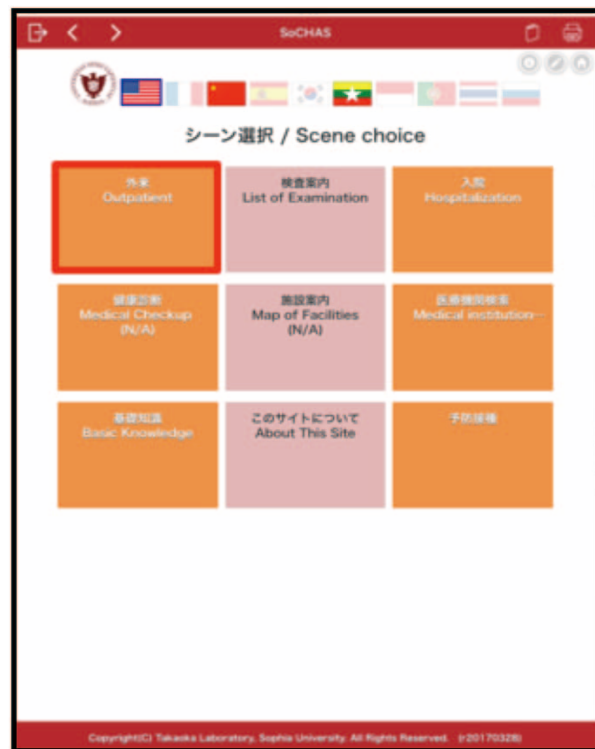 SoCHAS
シーン選択 / Scene choice
外来
Outpatient
検査案内
List of Examination
入院
Hospitalization
健康診断
Medical Checkup
(N/A)
施設案内
Map of Facilities
(N/A)
医療機関検索
Medical institution…
基礎知識
Basic Knowledge
このサイトについて
About This Site
予防接種
Copyright(C) Takaoka Laboratory, Sophia University. All Rights Reserved. (r20170328)